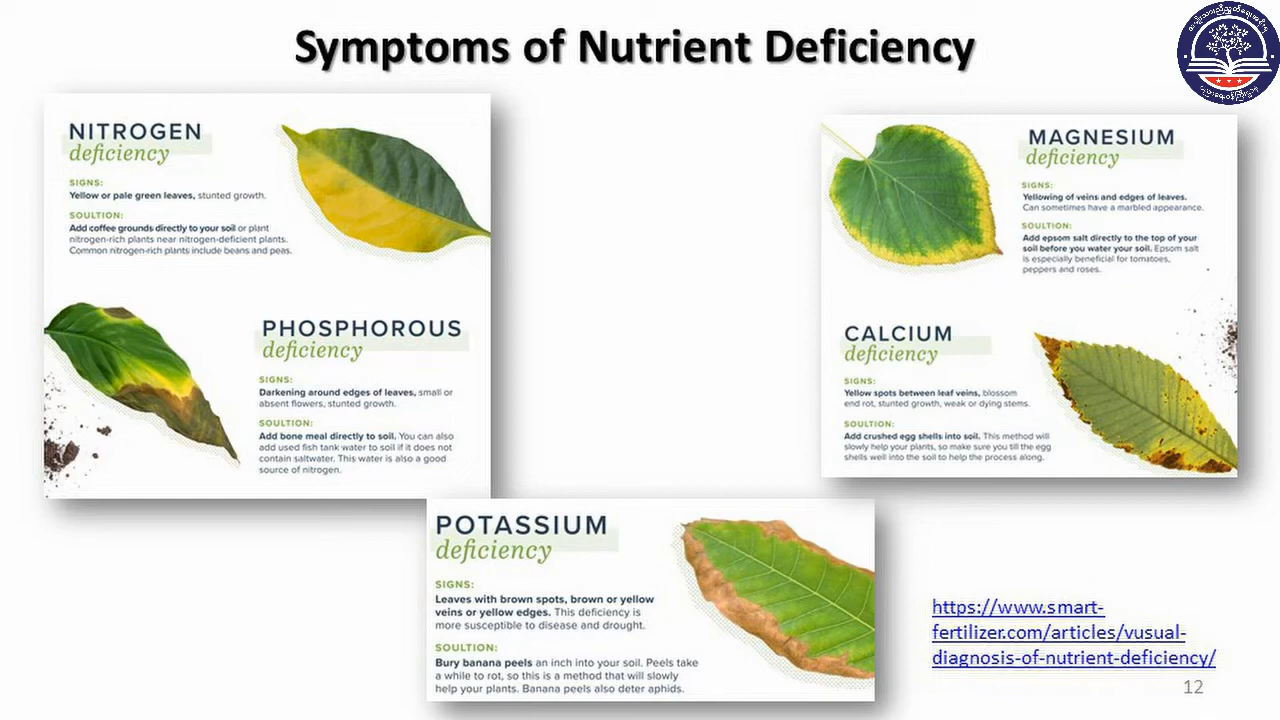 Symptoms of Nutrient Deficiency
NITROGEN
deficiency
SIGNS:
Yellow or pale green leaves, stunted growth.
SOULTION:
Add coffee grounds directly to your soil or plant
nitrogen-rich plants near nitrogen-deficient plants.
Common nitrogen-rich plants include beans and peas.
PHOSPHOROUS
deficiency
SIGNS:
Darkening around edges of leaves, small or
absent flowers, stunted growth.
SOULTION:
Add bone meal directly to soil. You can also
add used fish tank water to soil if it does not
contain saltwater. This water is also a good
source of nitrogen.
MAGNESIUM
deficiency
SIGNS:
Yellowing of veins and edges of leaves.
Can sometimes have a marbled appearance.
SOULTION:
Add epsom salt directly to the top of your
soil before you water your soil. Epsom salt
is especially beneficial for tomatoes,
peppers and roses.
CALCIUM
deficiency
SIGNS:
Yellow spots between leaf veins, blossom
end rot, stunted growth, weak or dying stems.
SOULTION:
Add crushed egg shells into soil. This method will
slowly help your plants, so make sure you till the egg
shells well into the soil to help the process along.
POTASSIUM
deficiency
SIGNS:
Leaves with brown spots, brown or yellow
veins or yellow edges. This deficiency is
more susceptible to disease and drought.
SOULTION:
Bury banana peels an inch into your soil. Peels take
a while to rot, so this is a method that will slowly
help your plants. Banana peels also deter aphids.
https://www.smart-
fertilizer.com/articles/vusual-
diagnosis-of-nutrient-deficiency/
12